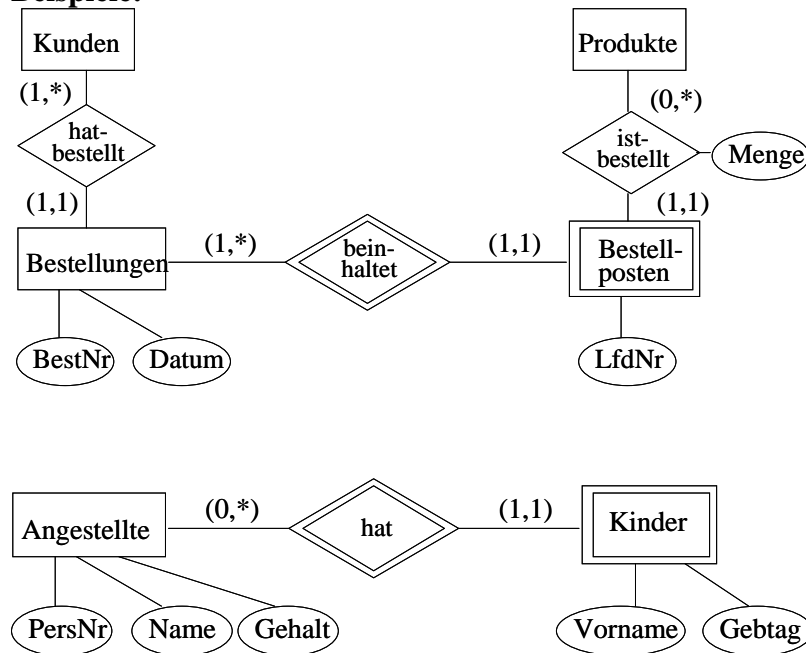 Beispiele:
Kunden
Produkte
(1,*)
(0,*)
hat-
bestellt
ist-
bestellt
Menge
(1,1)
(1,1)
Bestellungen
(1,*)
bein-
haltet
(1,1)
Bestell-
posten
BestNr
Datum
LfdNr
Angestellte
(0,*)
hat
(1,1)
Kinder
PersNr
Name
Gehalt
Vorname
Gebtag